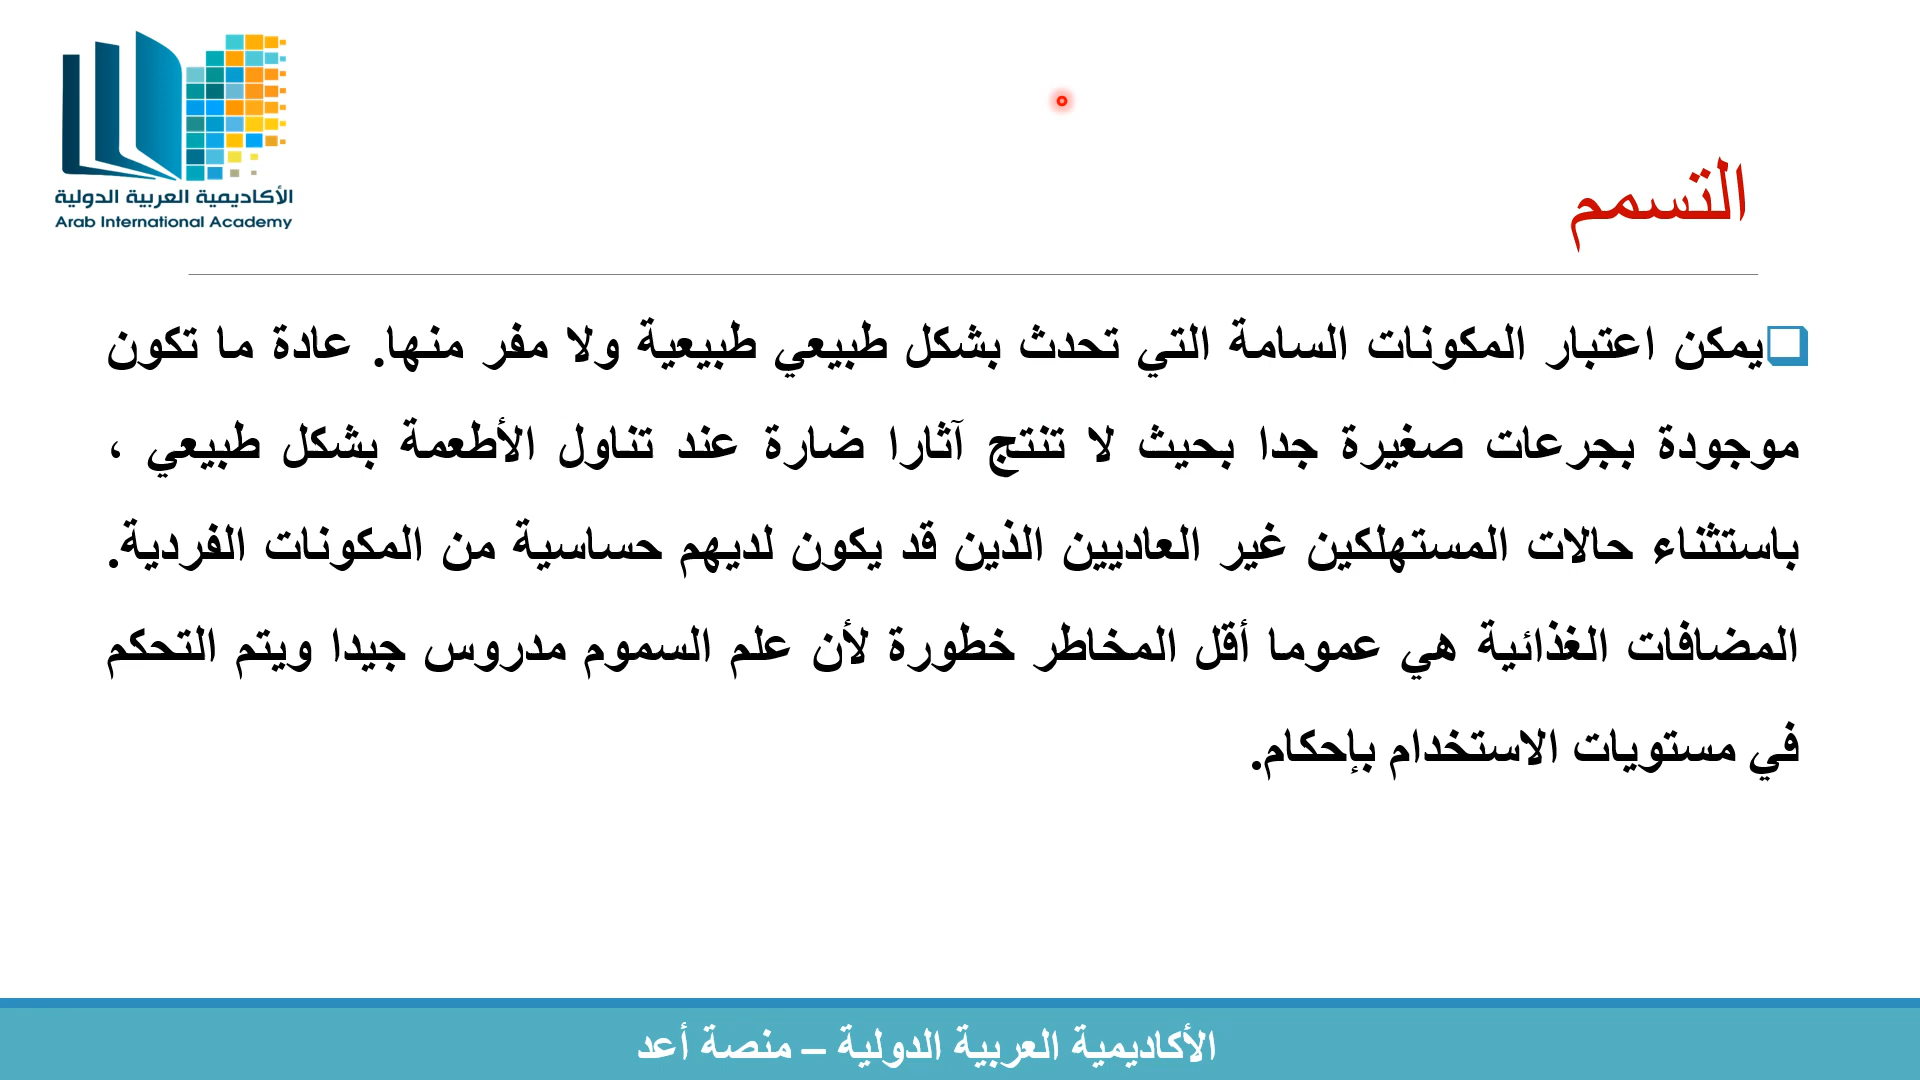 الأكاديمية العربية الدولية
Arab International Academy
التسمم
يمكن اعتبار المكونات السامة التي تحدث بشكل طبيعي طبيعية ولا مفر منها. عادة ما تكون
موجودة بجرعات صغيرة جدا بحيث لا تنتج آثارا ضارة عند تناول الأطعمة بشكل طبيعي ،
باستثناء حالات المستهلكين غير العاديين الذين قد يكون لديهم حساسية من المكونات الفردية.
المضافات الغذائية هي عموما أقل المخاطر خطورة لأن علم السموم مدروس جيدا ويتم التحكم
في مستويات الاستخدام بإحكام.
الأكاديمية العربية الدولية – منصة أعد